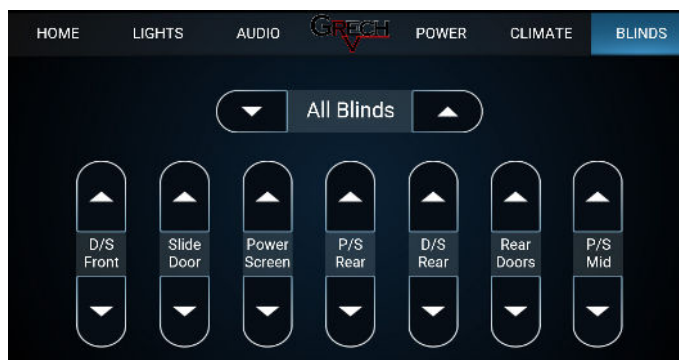 HOME LIGHTS AUDIO GRECH POWER CLIMATE BLINDS
All Blinds
D/S Front
Slide Door
Power Screen
P/S Rear
D/S Rear
Rear Doors
P/S Mid